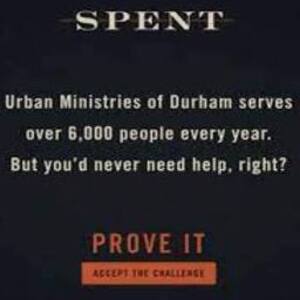 SPENT
Urban Ministries of Durham serves
over 6,000 people every year.
But you'd never need help, right?
PROVE IT
ACCEPT THE CHALLENGE